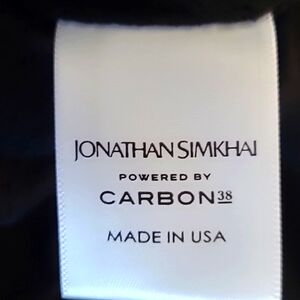 JONATHAN SIMKHAI
POWERED BY
CARBON38
MADE IN USA